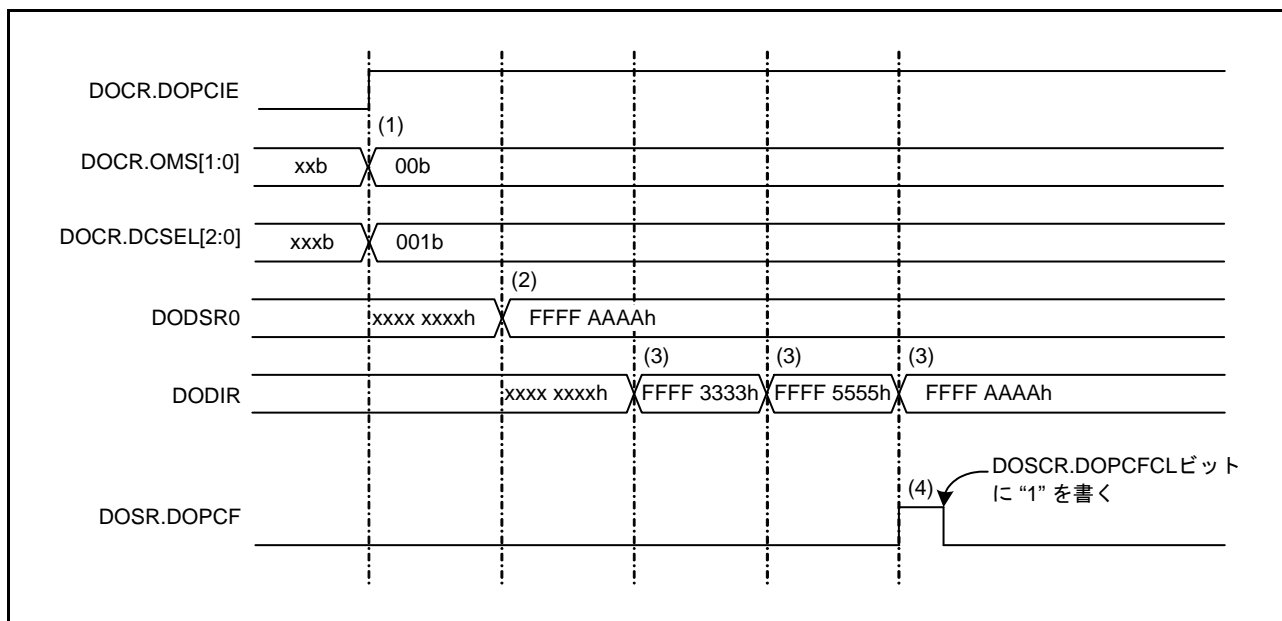 DOCR.DOPCIE
(1)
DOCR.OMS[1:0] xxb 00b
DOCR.DCSEL[2:0] xxxb 001b
(2)
DODSR0 xxxx xxxxh FFFF AAAAh
(3) (3) (3)
DODIR xxxx xxxxh FFFF 3333h FFFF 5555h FFFF AAAAh
DOSCR.DOPCFCLビット
に “1” を書く
(4)
DOSR.DOPCF